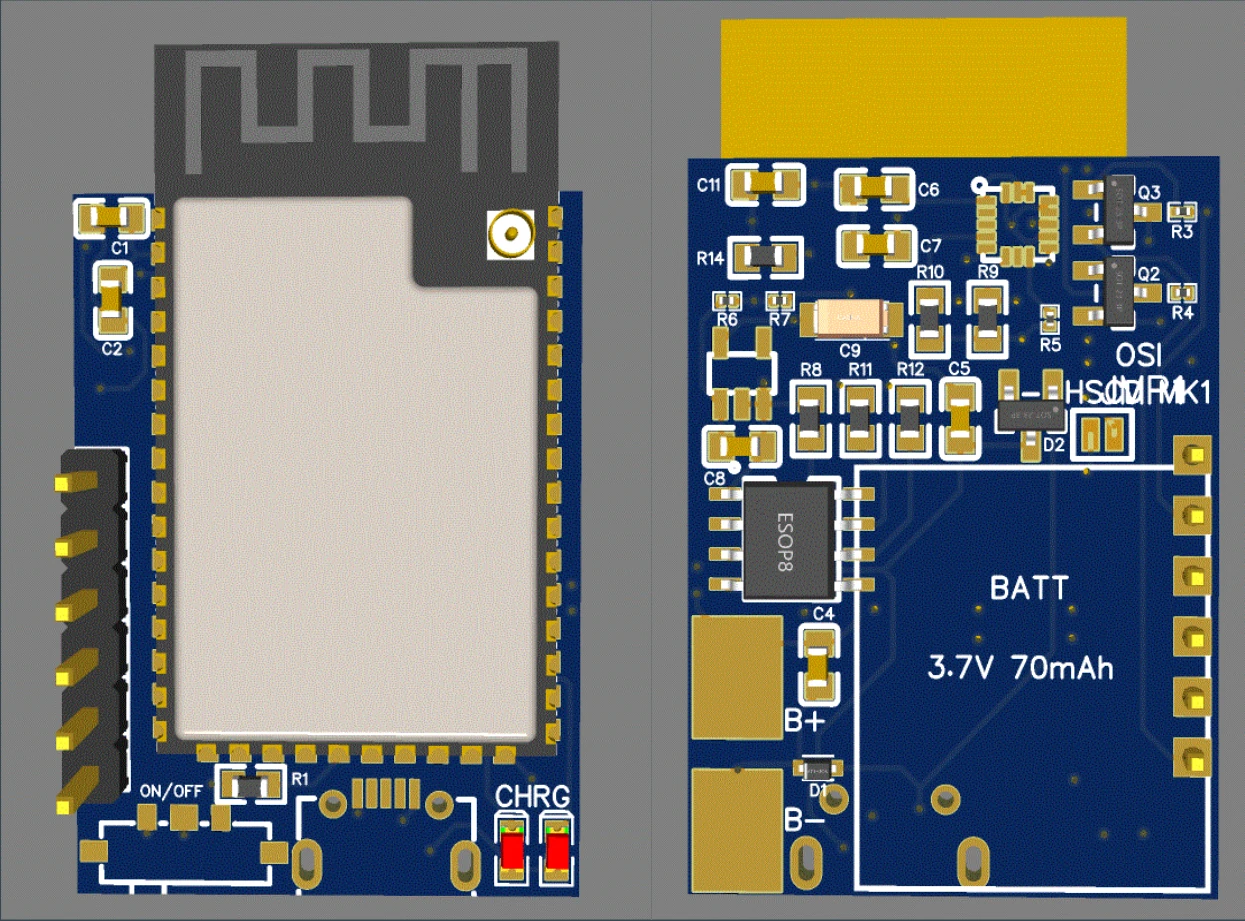 C1
C2
R1
ON/OFF
CHRG
C11
C6
Q3
R3
R14
C7
R10
R9
Q2
R4
R6
R7
C9
R5
OSI
R8
R11
R12
C5
MK1
D2
C8
ESOP8
BATT
C4
3.7V 70mAh
B+
D1
B-